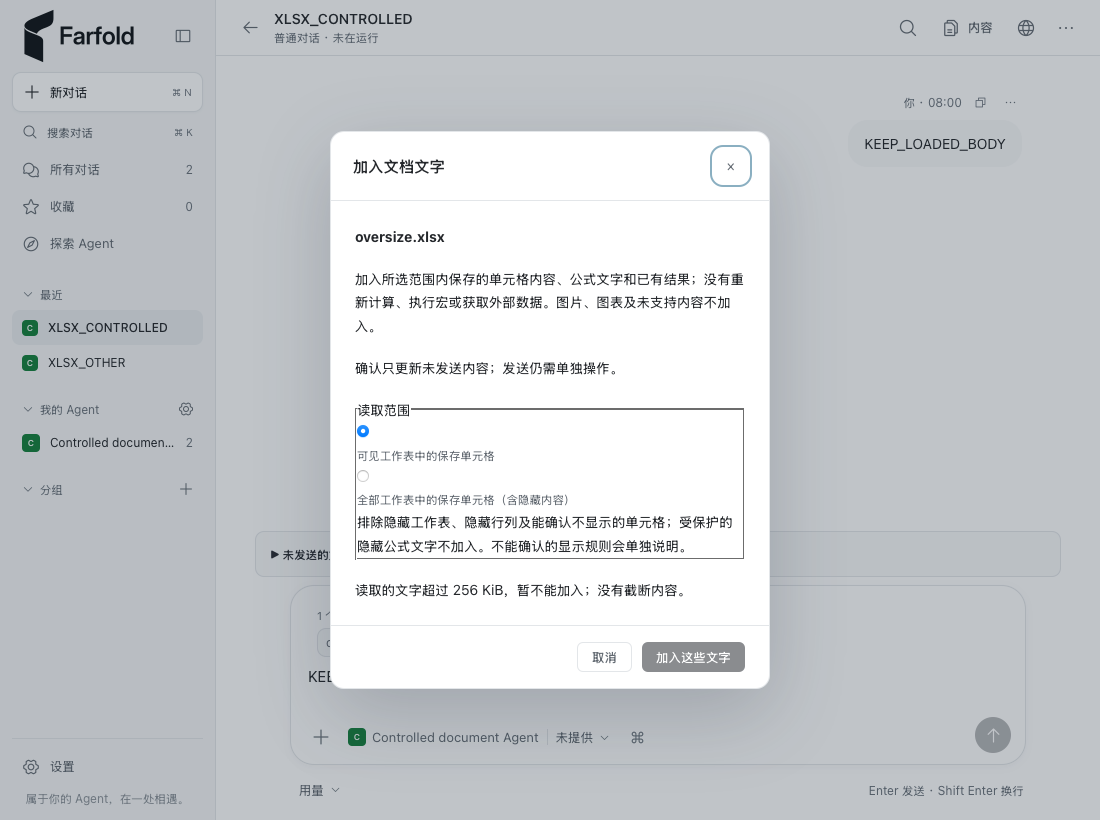 Farfold
新对话
⌘ N
搜索对话
⌘ K
所有对话
2
收藏
0
探索 Agent
最近
C
XLSX_CONTROLLED
C
XLSX_OTHER
我的 Agent
C
Controlled documen...
2
分组
设置
属于你的 Agent，在一处相遇。
XLSX_CONTROLLED
普通对话 · 未在运行
内容
你 · 08:00
KEEP_LOADED_BODY
加入文档文字
×
oversize.xlsx
加入所选范围内保存的单元格内容、公式文字和已有结果；没有重
新计算、执行宏或获取外部数据。图片、图表及未支持内容不加
入。
确认只更新未发送内容；发送仍需单独操作。
读取范围
可见工作表中的保存单元格
全部工作表中的保存单元格（含隐藏内容）
排除隐藏工作表、隐藏行列及能确认不显示的单元格；受保护的
隐藏公式文字不加入。不能确认的显示规则会单独说明。
读取的文字超过 256 KiB，暂不能加入；没有截断内容。
取消
加入这些文字
未发送的
1
KEE
C
Controlled document Agent
未提供
⌘
用量
Enter 发送 · Shift Enter 换行